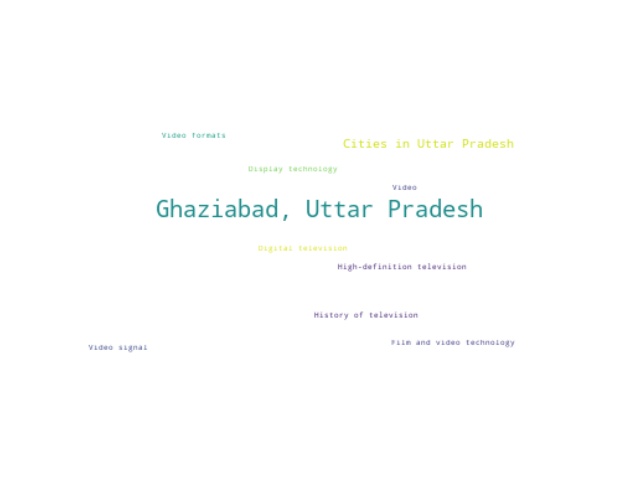 Video formats
Cities in Uttar Pradesh
Display technology
Video
Ghaziabad, Uttar Pradesh
Digital television
High-definition television
History of television
Film and video technology
Video signal